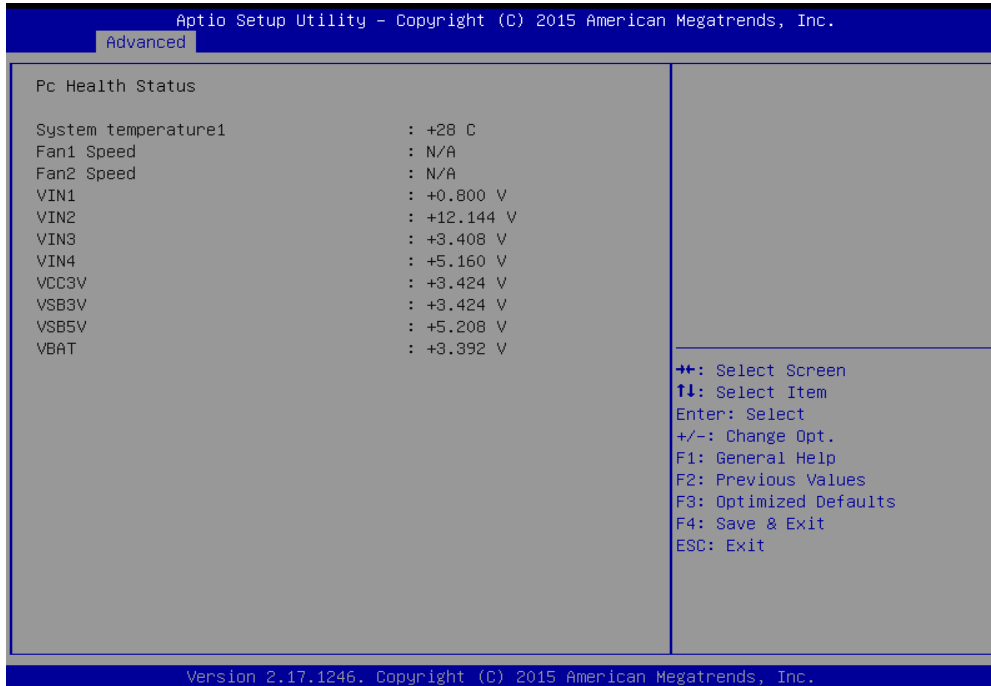 Aptio Setup Utility – Copyright (C) 2015 American Megatrends, Inc.
Advanced
Pc Health Status
System temperature1 : +28 C
Fan1 Speed : N/A
Fan2 Speed : N/A
VIN1 : +0.800 V
VIN2 : +12.144 V
VIN3 : +3.408 V
VIN4 : +5.160 V
VCC3V : +3.424 V
VSB3V : +3.424 V
VSB5V : +5.208 V
VBAT : +3.392 V
→←: Select Screen
↑↓: Select Item
Enter: Select
+/-: Change Opt.
F1: General Help
F2: Previous Values
F3: Optimized Defaults
F4: Save & Exit
ESC: Exit
Version 2.17.1246. Copyright (C) 2015 American Megatrends, Inc.